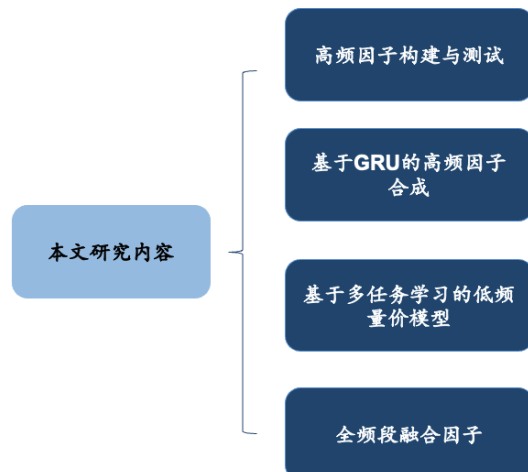 高频因子构建与测试
基于GRU的高频因子
合成
本文研究内容
基于多任务学习的低频
量价模型
全频段融合因子